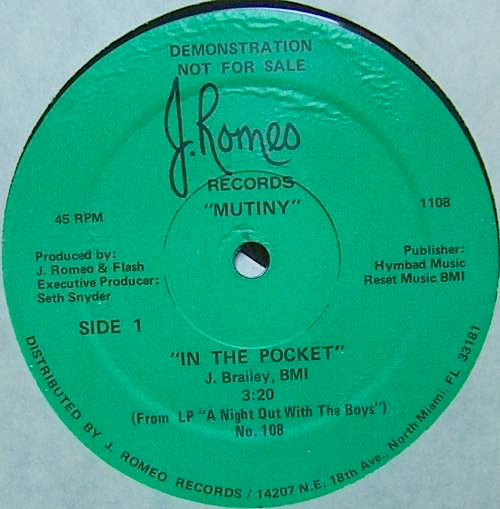 DEMONSTRATION
NOT FOR SALE
J. Romeo
RECORDS
"MUTINY"
45 RPM
1108
Produced by:
J. Romeo & Flash
Executive Producer:
Seth Snyder
Publisher:
Hymbad Music
Reset Music BMI
SIDE 1
"IN THE POCKET"
J. Brailey, BMI
3:20
(From LP "A Night Out With The Boys")
No. 108
DISTRIBUTED BY J. ROMEO RECORDS / 14207 N.E. 18th Ave., North Miami, FL 33181